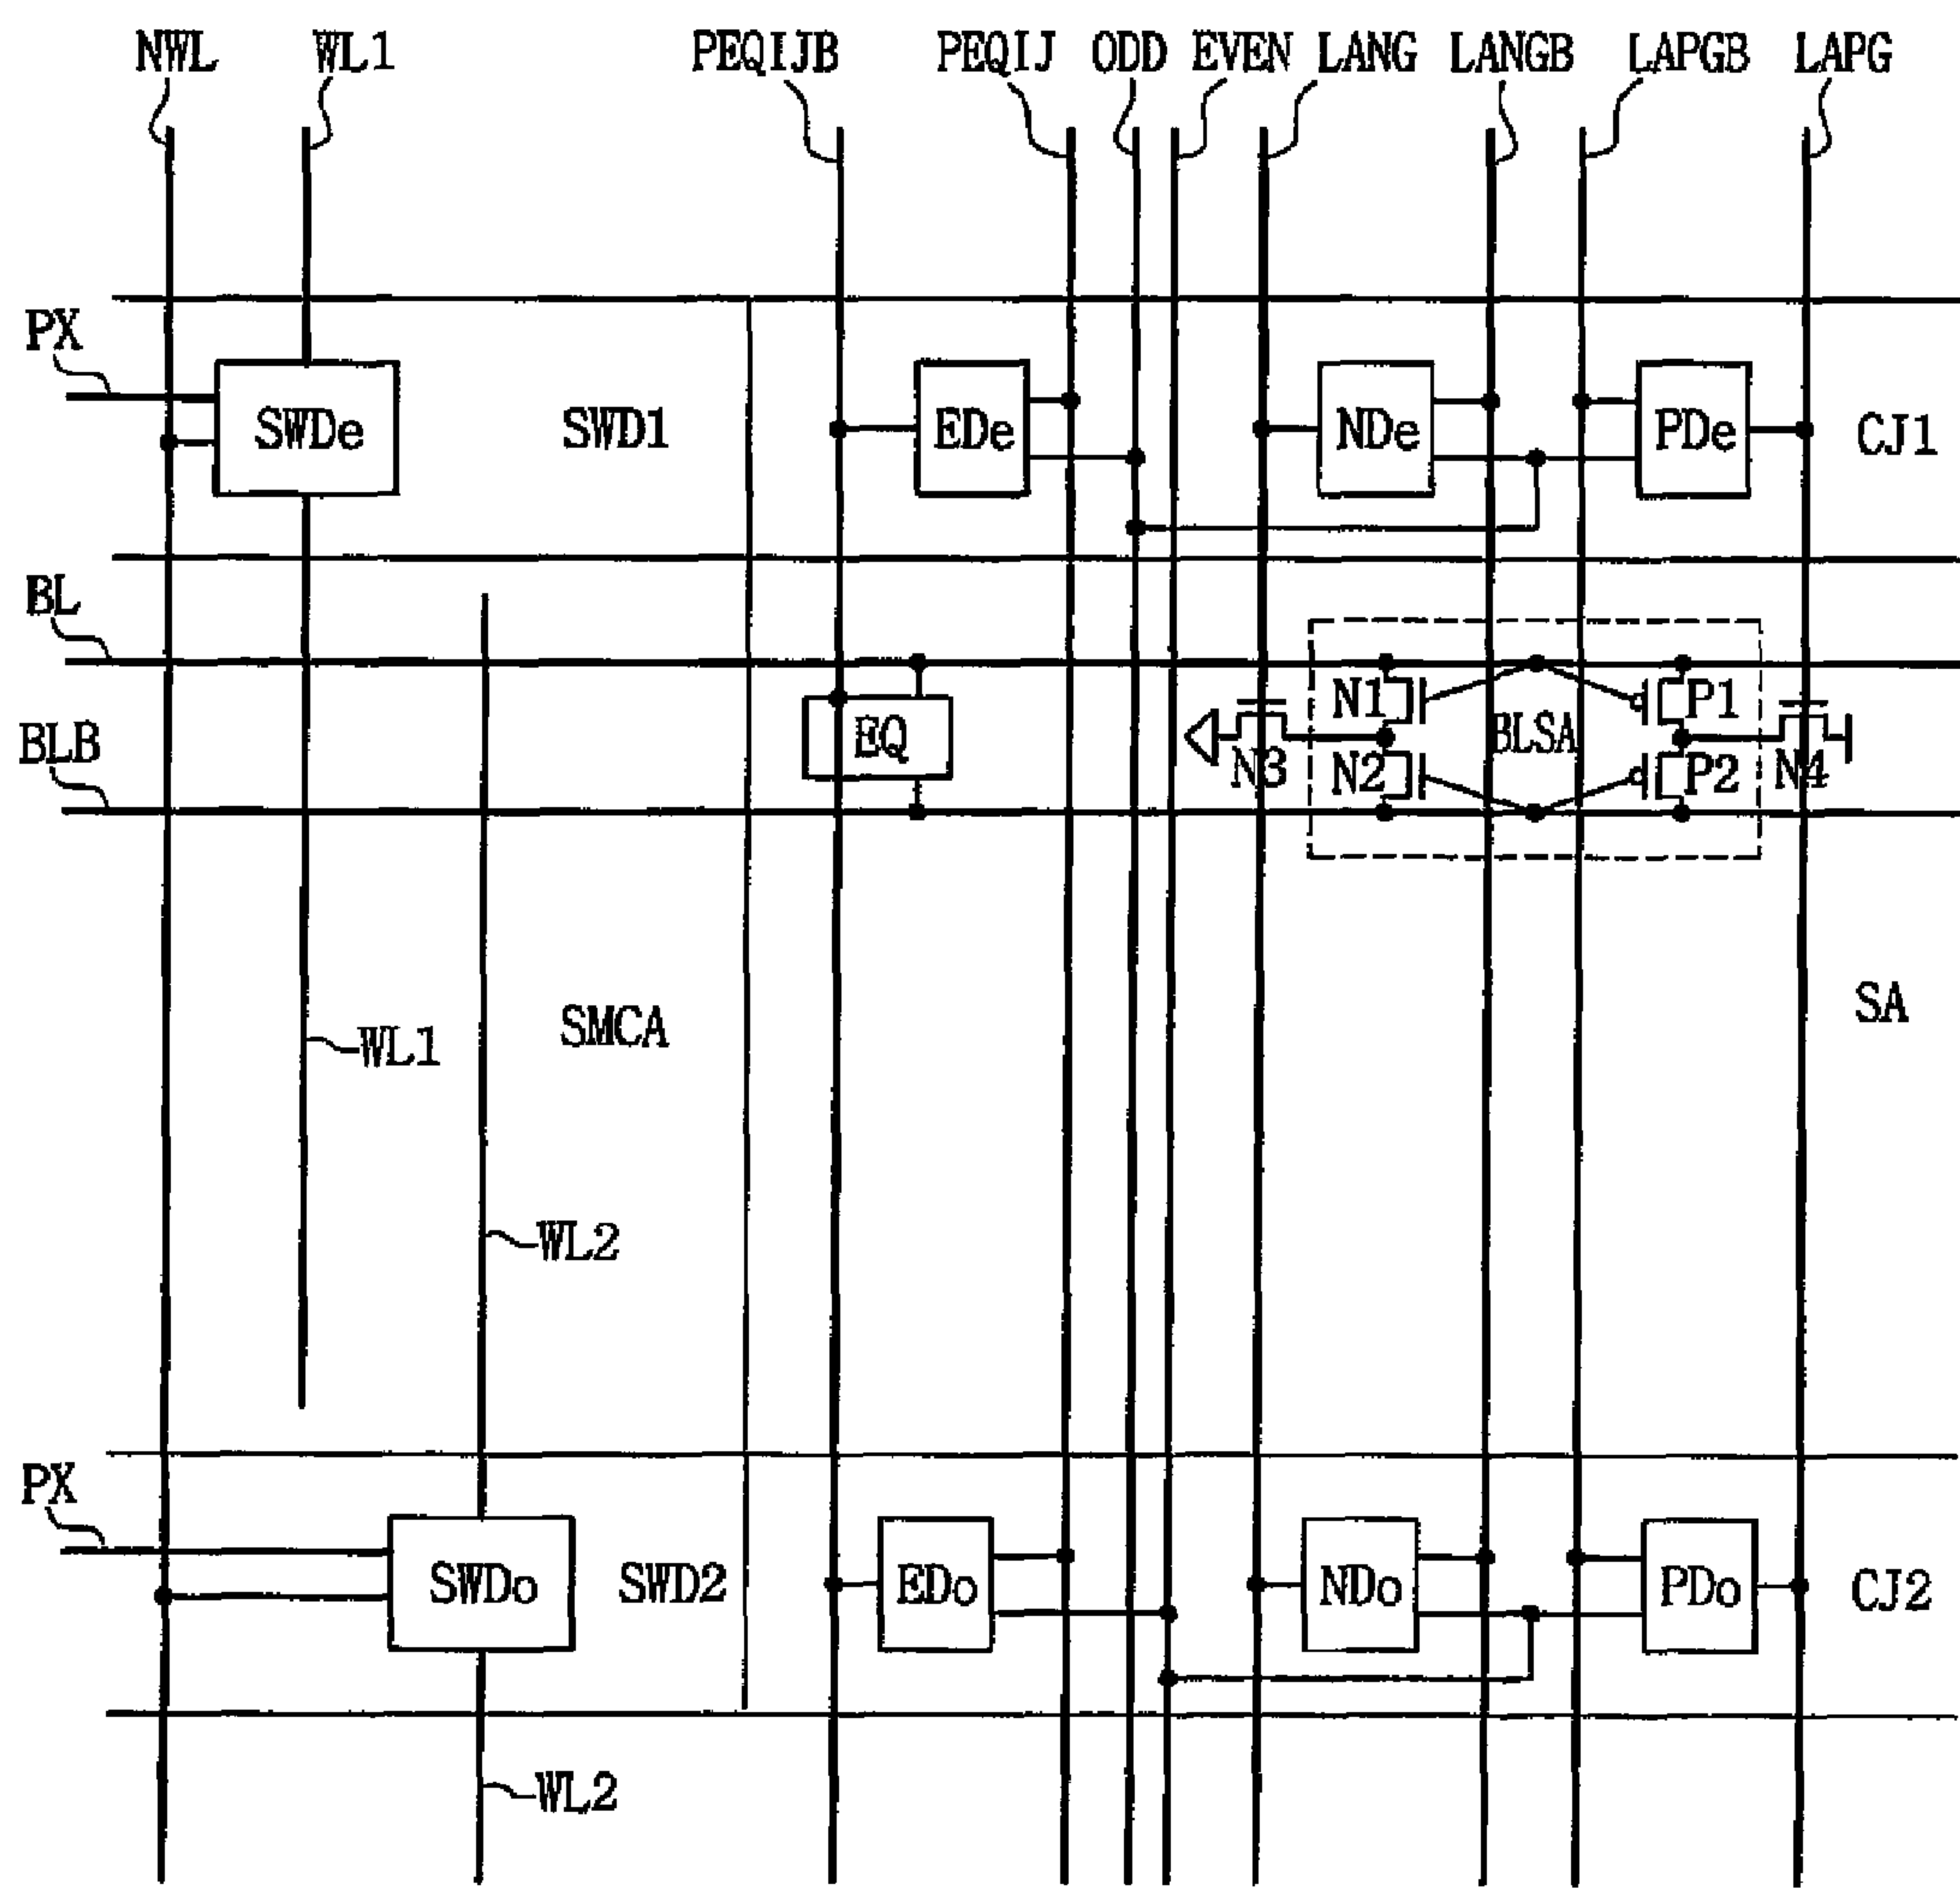 NWL WL1 PEQIJB PEQIJ ODD EVEN LANG LANGB LAPGB LAPG
PX
SWDe SWD1 EDe NDe PDe CJ1
BL
N1 P1
BLB EQ BLSA
N3 N2 P2 N4
SA
SMCA
WL1
WL2
PX
SWDo SWD2 EDo NDo PDo CJ2
WL2